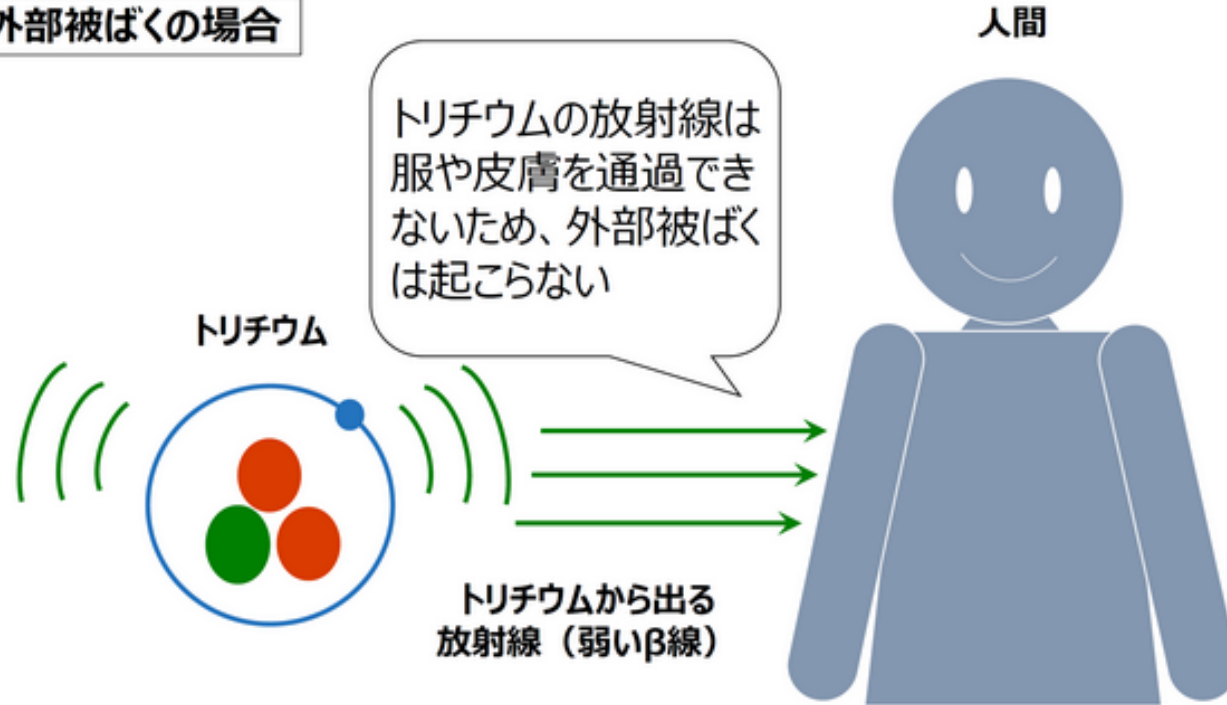 外部被ばくの場合
人間
トリチウムの放射線は
服や皮膚を通過でき
ないため、外部被ばく
は起こらない
トリチウム
トリチウムから出る
放射線（弱いβ線）